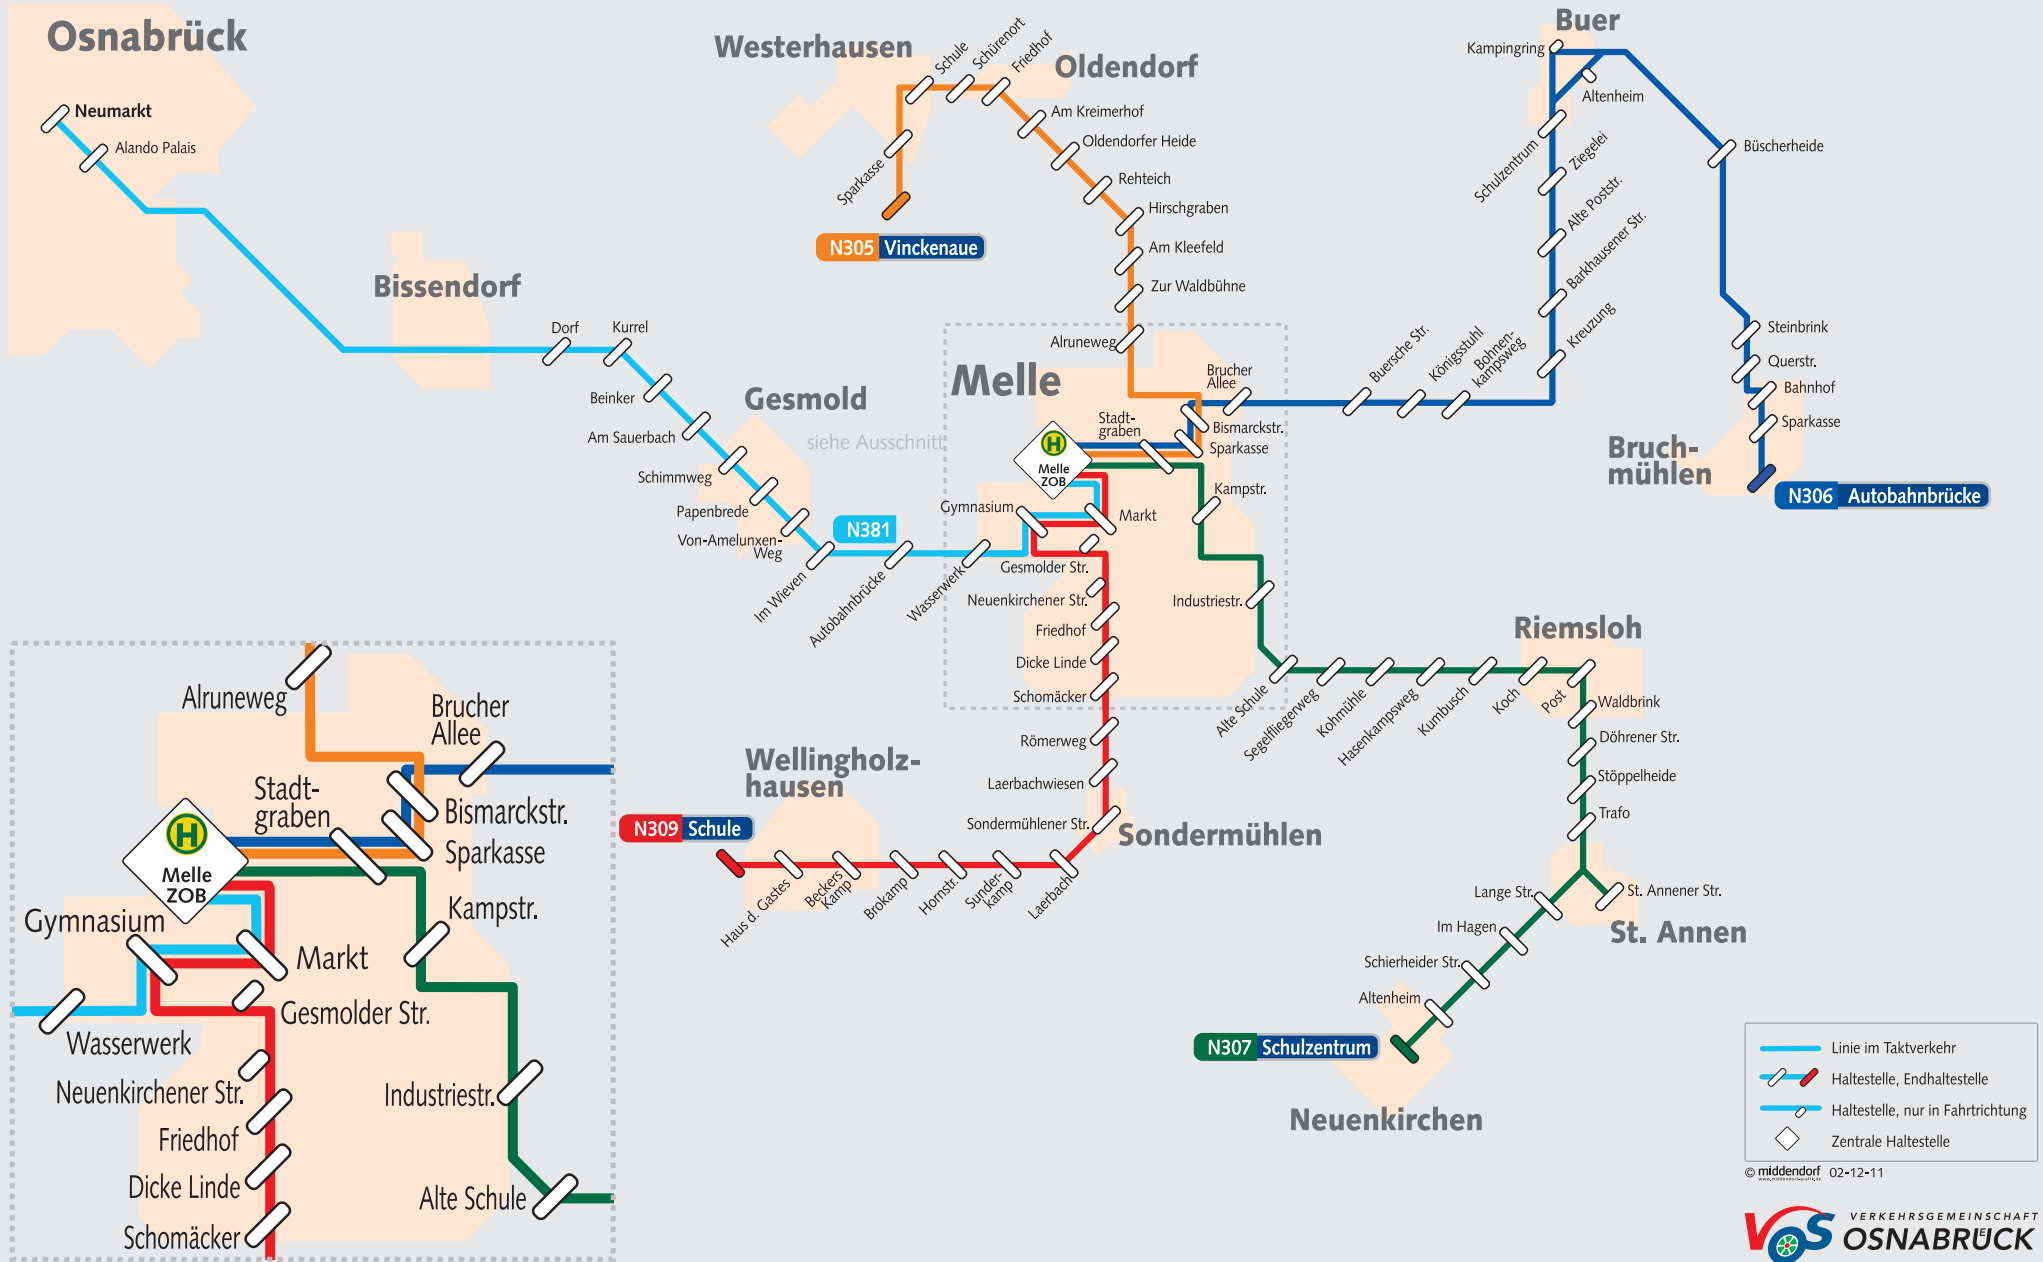 Osnabrück
Neumarkt
Alando Palais
Bissendorf
Dorf
Kurrel
Beinker
Am Sauerbach
Schimmweg
Papenbrede
Von-Amelunxen-
Weg
Gesmold
siehe Ausschnitt
N381
Im Wieven
Autobahnbrücke
Wasserwerk
Westerhausen
Schule
Schürenort
Friedhof
Oldendorf
Sparkasse
N305 Vinckenaue
Am Kreimerhof
Oldendorfer Heide
Rehteich
Hirschgraben
Am Kleefeld
Zur Waldbühne
Alruneweg
Melle
Brucher
Allee
Stadt-
graben
Bismarckstr.
Sparkasse
H
Melle
ZOB
Kampstr.
Gymnasium
Markt
Gesmolder Str.
Neuenkirchener Str.
Friedhof
Dicke Linde
Schomäcker
Industriestr.
Römerweg
Laerbachwiesen
Sondermühlener Str.
Sondermühlen
Wellingholz-
hausen
N309 Schule
Haus d. Gastes
Beckers
Kamp
Brokamp
Hornstr.
Sunder-
kamp
Laerbach
Buer
Kampingring
Altenheim
Schulzentrum
Ziegelei
Alte Poststr.
Barkhausener Str.
Kreuzung
Buersche Str.
Königsstuhl
Bohnen-
kampsweg
Büscherheide
Steinbrink
Querstr.
Bahnhof
Sparkasse
Bruch-
mühlen
N306 Autobahnbrücke
Alte Schule
Segelfliegerweg
Kohmühle
Hasenkampsweg
Kumbusch
Koch
Post
Riemsloh
Waldbrink
Döhrener Str.
Stöppelheide
Trafo
St. Annener Str.
St. Annen
Lange Str.
Im Hagen
Schierheider Str.
Altenheim
N307 Schulzentrum
Neuenkirchen
Alruneweg
Brucher
Allee
Stadt-
graben
Bismarckstr.
Sparkasse
H
Melle
ZOB
Kampstr.
Gymnasium
Markt
Gesmolder Str.
Wasserwerk
Neuenkirchener Str.
Friedhof
Dicke Linde
Schomäcker
Industriestr.
Alte Schule
Linie im Taktverkehr
Haltestelle, Endhaltestelle
Haltestelle, nur in Fahrtrichtung
Zentrale Haltestelle
© middendorf 02-12-11
www.middendorf-grafik.de
VOS VERKEHRSGEMEINSCHAFT
OSNABRUECK